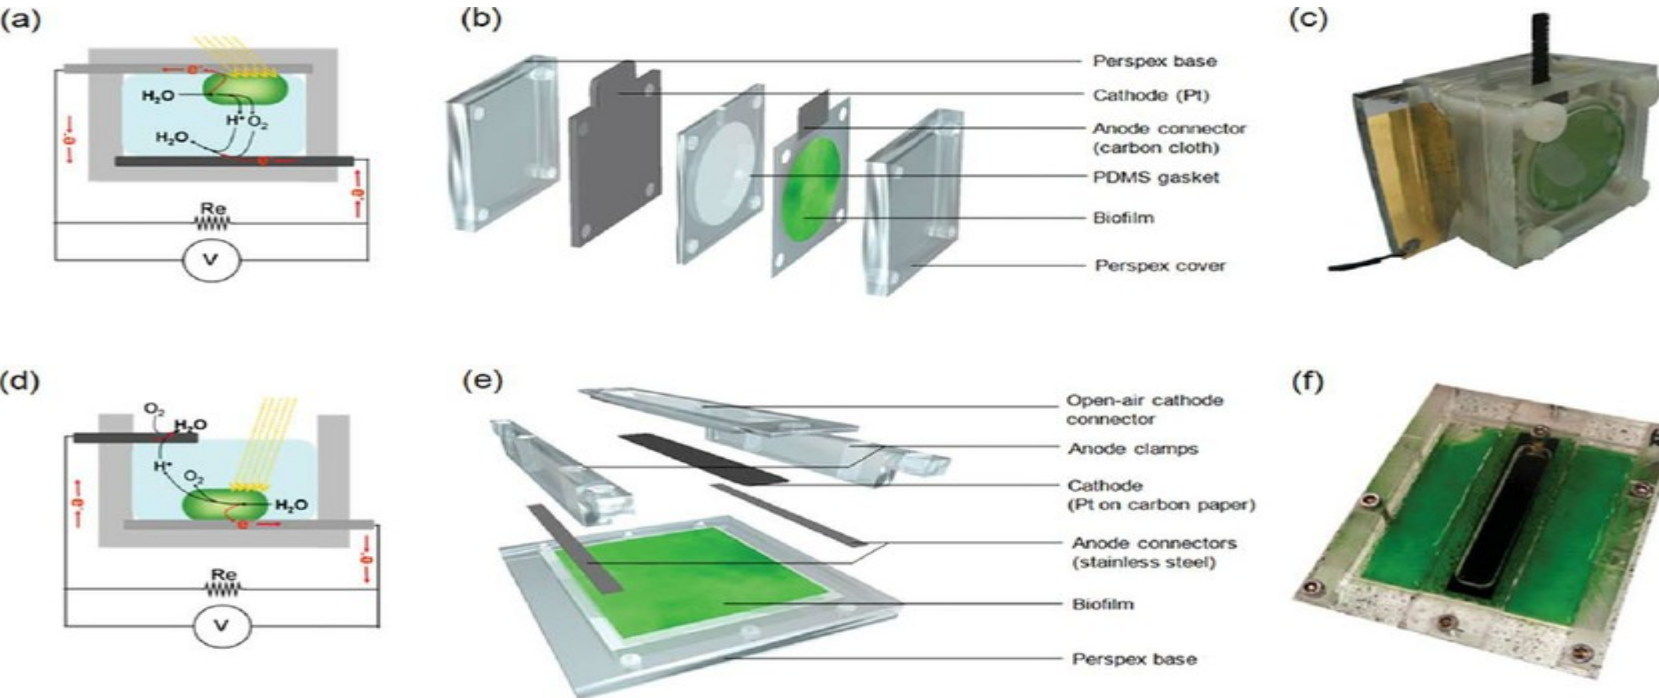 (a)
e-
H₂O
H⁺ O₂
H₂O
e-
e-
e-
Re
V
(b)
Perspex base
Cathode (Pt)
Anode connector
(carbon cloth)
PDMS gasket
Biofilm
Perspex cover
(c)
(d)
O₂
H₂O
H⁺
O₂
H₂O
e-
e-
e-
Re
V
(e)
Open-air cathode
connector
Anode clamps
Cathode
(Pt on carbon paper)
Anode connectors
(stainless steel)
Biofilm
Perspex base
(f)